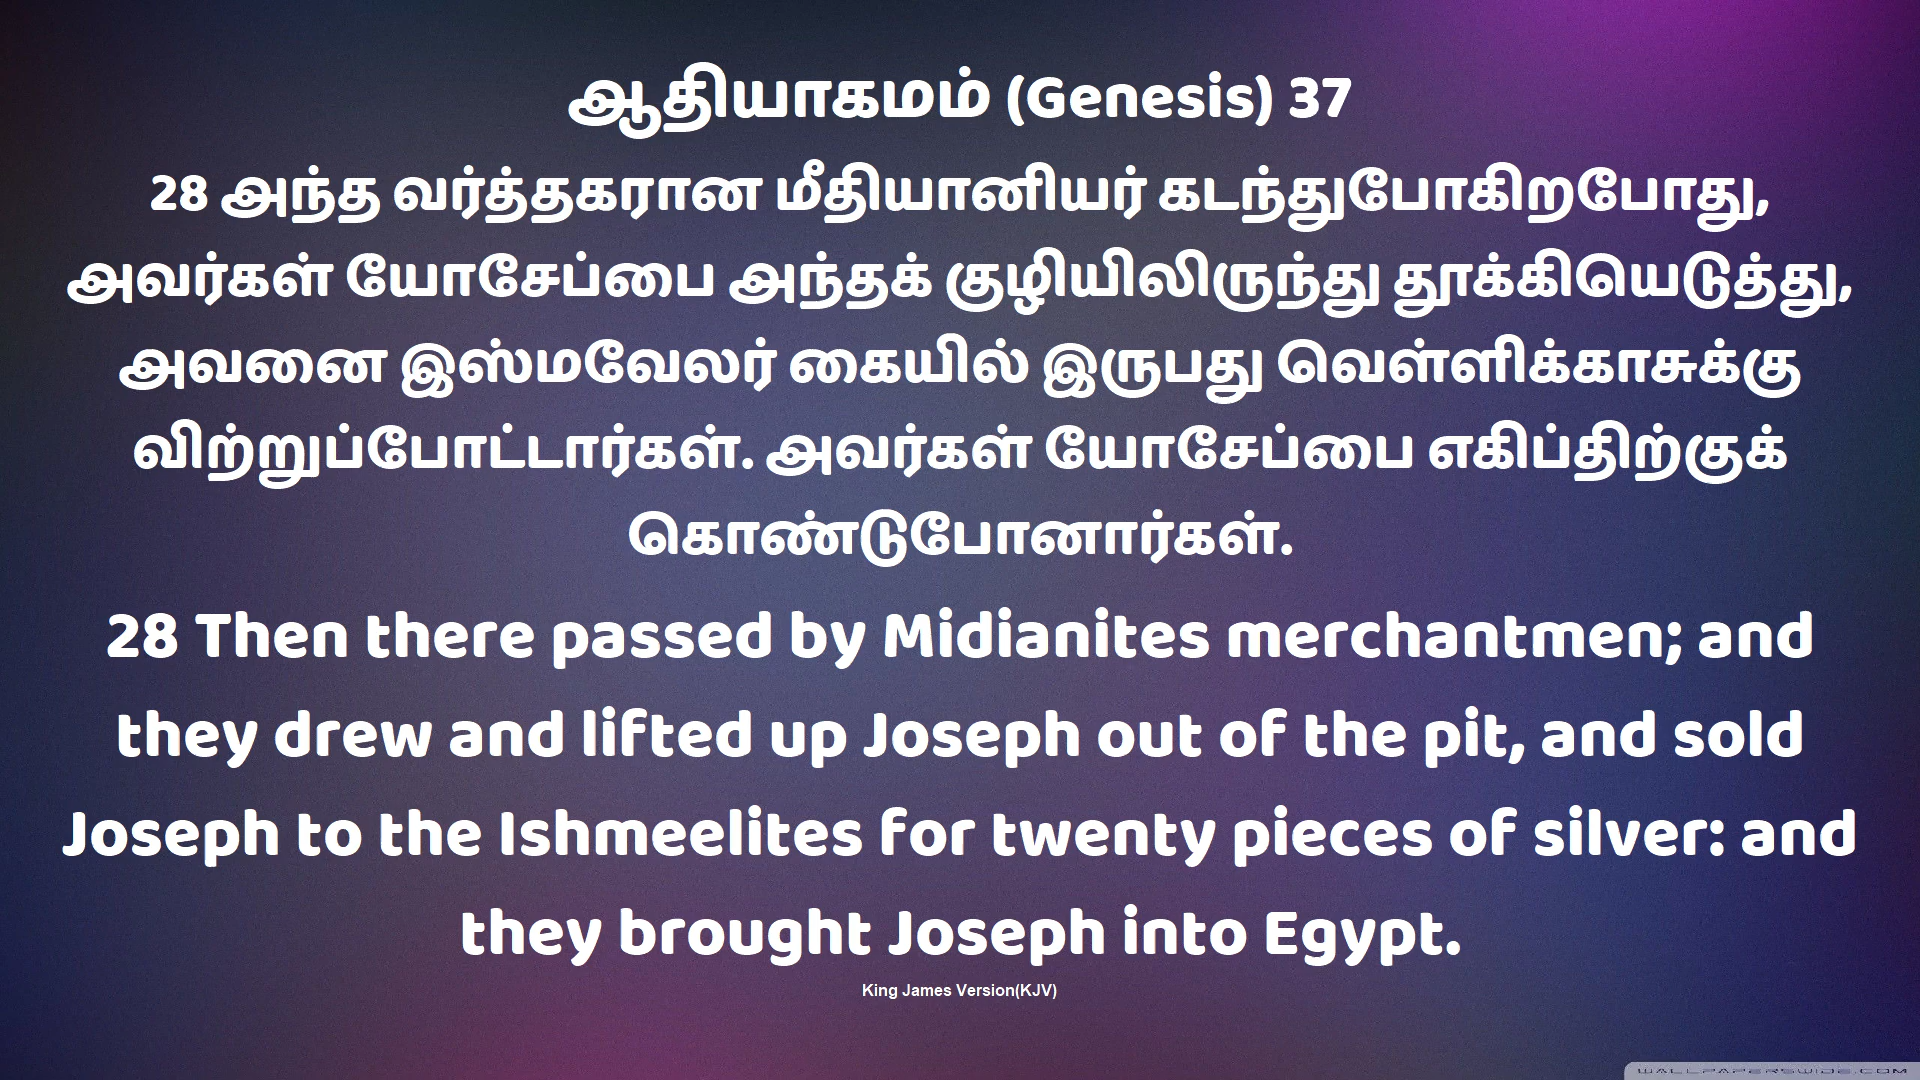 ஆதியாகமம் (Genesis) 37
28 அந்த வர்த்தகரான மீதியானியர் கடந்துபோகிறபோது,
அவர்கள் யோசேப்பை அந்தக் குழியிலிருந்து தூக்கியெடுத்து,
அவனை இஸ்மவேலர் கையில் இருபது வெள்ளிக்காசுக்கு
விற்றுப்போட்டார்கள். அவர்கள் யோசேப்பை எகிப்திற்குக்
கொண்டுபோனார்கள்.
28 Then there passed by Midianites merchantmen; and
they drew and lifted up Joseph out of the pit, and sold
Joseph to the Ishmeelites for twenty pieces of silver: and
they brought Joseph into Egypt.
King James Version(KJV)
WALLPAPERSWIDE.COM